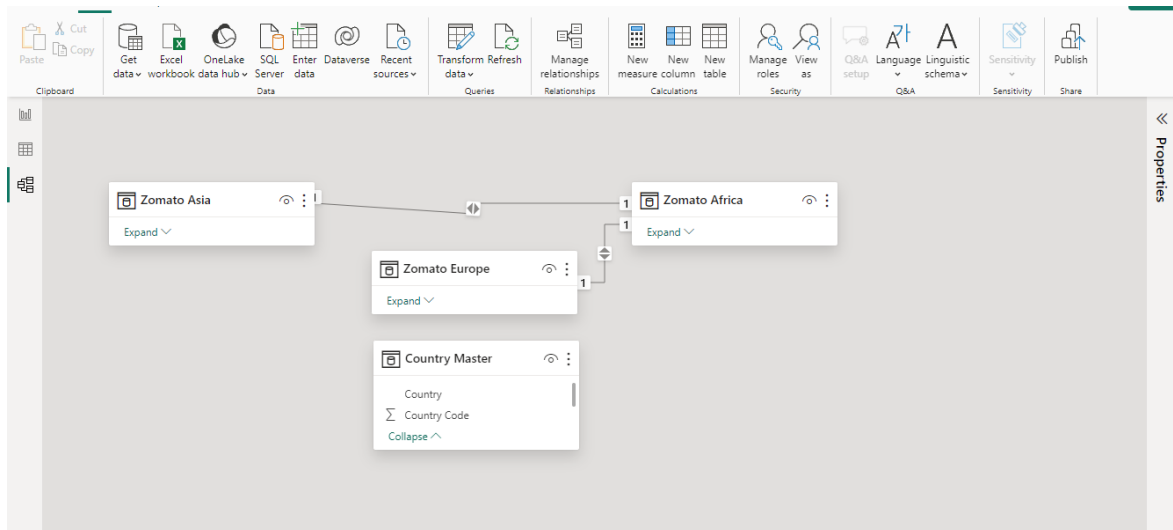 Cut
Copy
Paste
Get data
Excel workbook
OneLake data hub
SQL Server
Enter data
Dataverse
Recent sources
Transform data
Refresh
Manage relationships
New measure
New column
New table
Manage roles
View as
Q&A setup
Language
Linguistic schema
Sensitivity
Publish
Clipboard
Data
Queries
Relationships
Calculations
Security
Q&A
Sensitivity
Share
Properties
Zomato Asia
Expand
1
1
Zomato Africa
1
Expand
Zomato Europe
1
Expand
Country Master
Country
Σ Country Code
Collapse